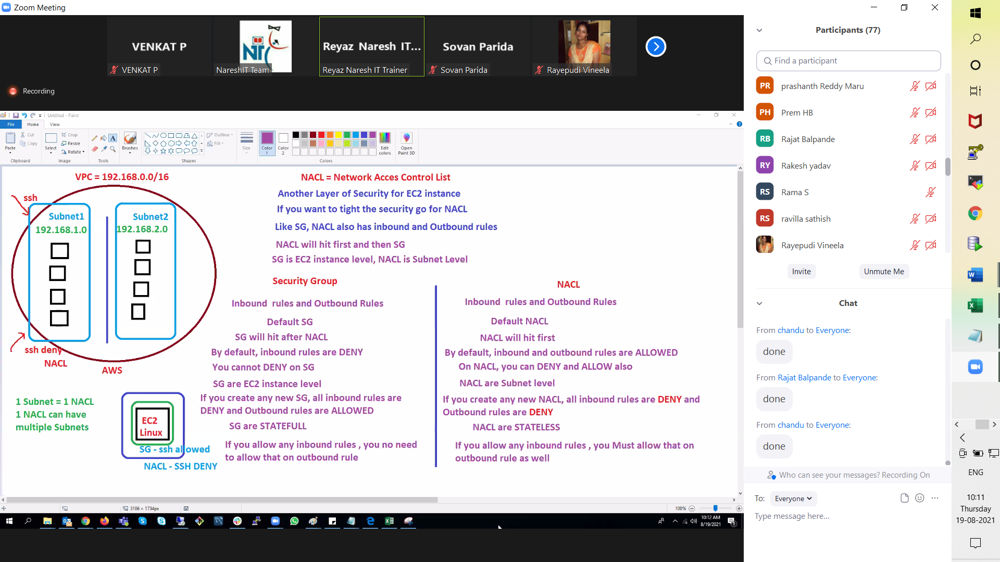 Zoom Meeting
VENKAT P
VENKAT P
NareshIT Team
Reyaz Naresh IT...
Reyaz Naresh IT Trainer
Sovan Parida
Sovan Parida
Rayepudi Vineela
Recording
Untitled - Paint
File Home View
Paste
Cut
Copy
Clipboard
Select
Crop
Resize
Rotate
Image
A
Tools
Brushes
Outline
Fill
Shapes
Size
Color 1
Color 2
Edit colors
Colors
Open Paint 3D
VPC = 192.168.0.0/16
ssh
Subnet1
192.168.1.0
Subnet2
192.168.2.0
ssh deny
NACL
AWS
1 Subnet = 1 NACL
1 NACL can have
multiple Subnets
EC2
Linux
SG - ssh allowed
NACL - SSH DENY
NACL = Network Acces Control List
Another Layer of Security for EC2 instance
If you want to tight the security go for NACL
Like SG, NACL also has inbound and Outbound rules
NACL will hit first and then SG
SG is EC2 instance level, NACL is Subnet Level
Security Group
Inbound rules and Outbound Rules
Default SG
SG will hit after NACL
By default, inbound rules are DENY
You cannot DENY on SG
SG are EC2 instance level
If you create any new SG, all inbound rules are
DENY and Outbound rules are ALLOWED
SG are STATEFULL
If you allow any inbound rules , you no need
to allow that on outbound rule
NACL
Inbound rules and Outbound Rules
Default NACL
NACL will hit first
By default, inbound and outbound rules are ALLOWED
On NACL, you can DENY and ALLOW also
NACL are Subnet level
If you create any new NACL, all inbound rules are DENY and
Outbound rules are DENY
NACL are STATELESS
If you allow any inbound rules , you Must allow that on
outbound rule as well
3186 × 1734px
100%
10:12 AM
8/19/2021
Participants (77)
Find a participant
PR prashanth Reddy Maru
PH Prem HB
RB Rajat Balpande
RY Rakesh yadav
RS Rama S
RS ravilla sathish
Rayepudi Vineela
Invite
Unmute Me
Chat
From chandu to Everyone:
done
From Rajat Balpande to Everyone:
done
From chandu to Everyone:
done
Who can see your messages? Recording On
To: Everyone
Type message here...
ENG
10:11
Thursday
19-08-2021